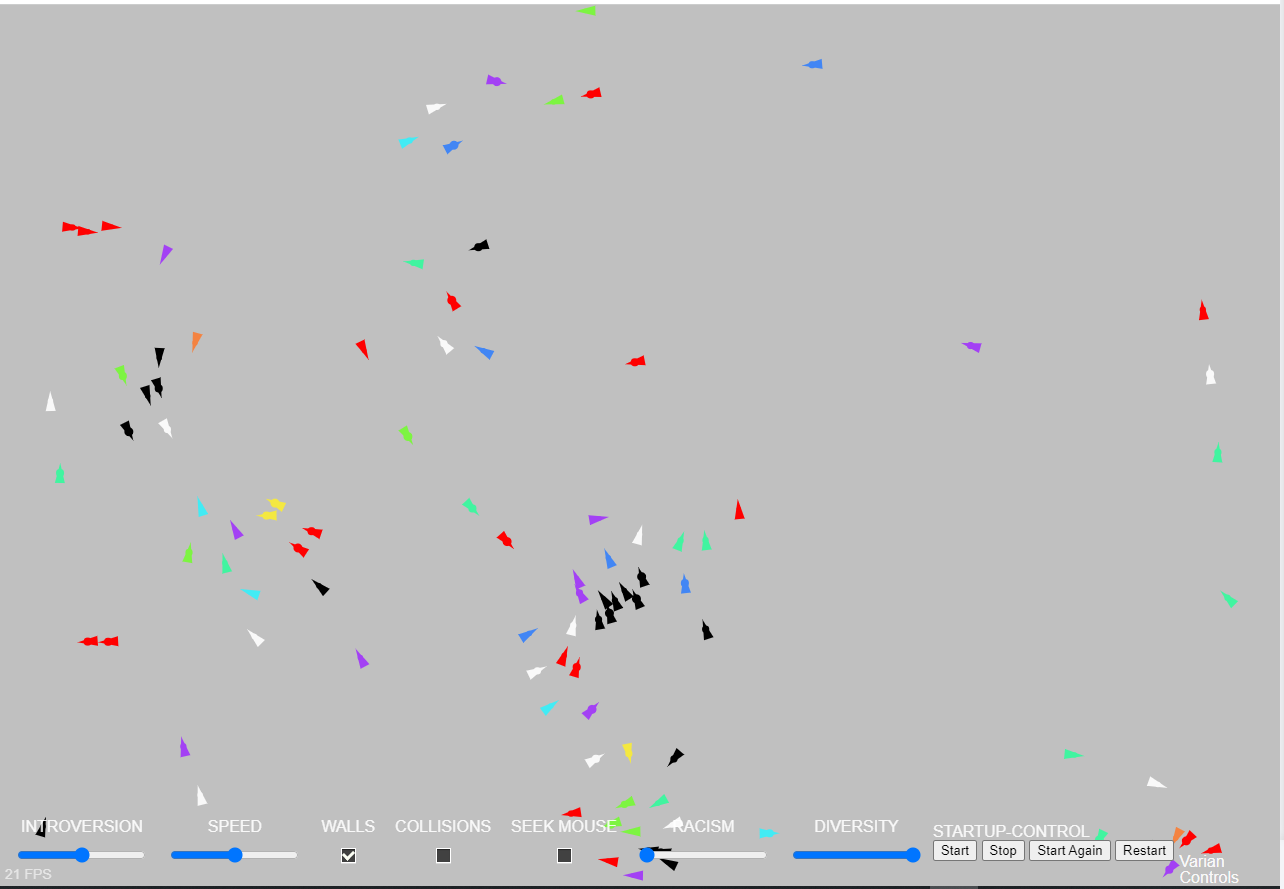 INTROVERSION
SPEED
WALLS
COLLISIONS
SEEK MOUSE
RACISM
DIVERSITY
STARTUP-CONTROL
Start
Stop
Start Again
Restart
Varian
Controls
21 FPS